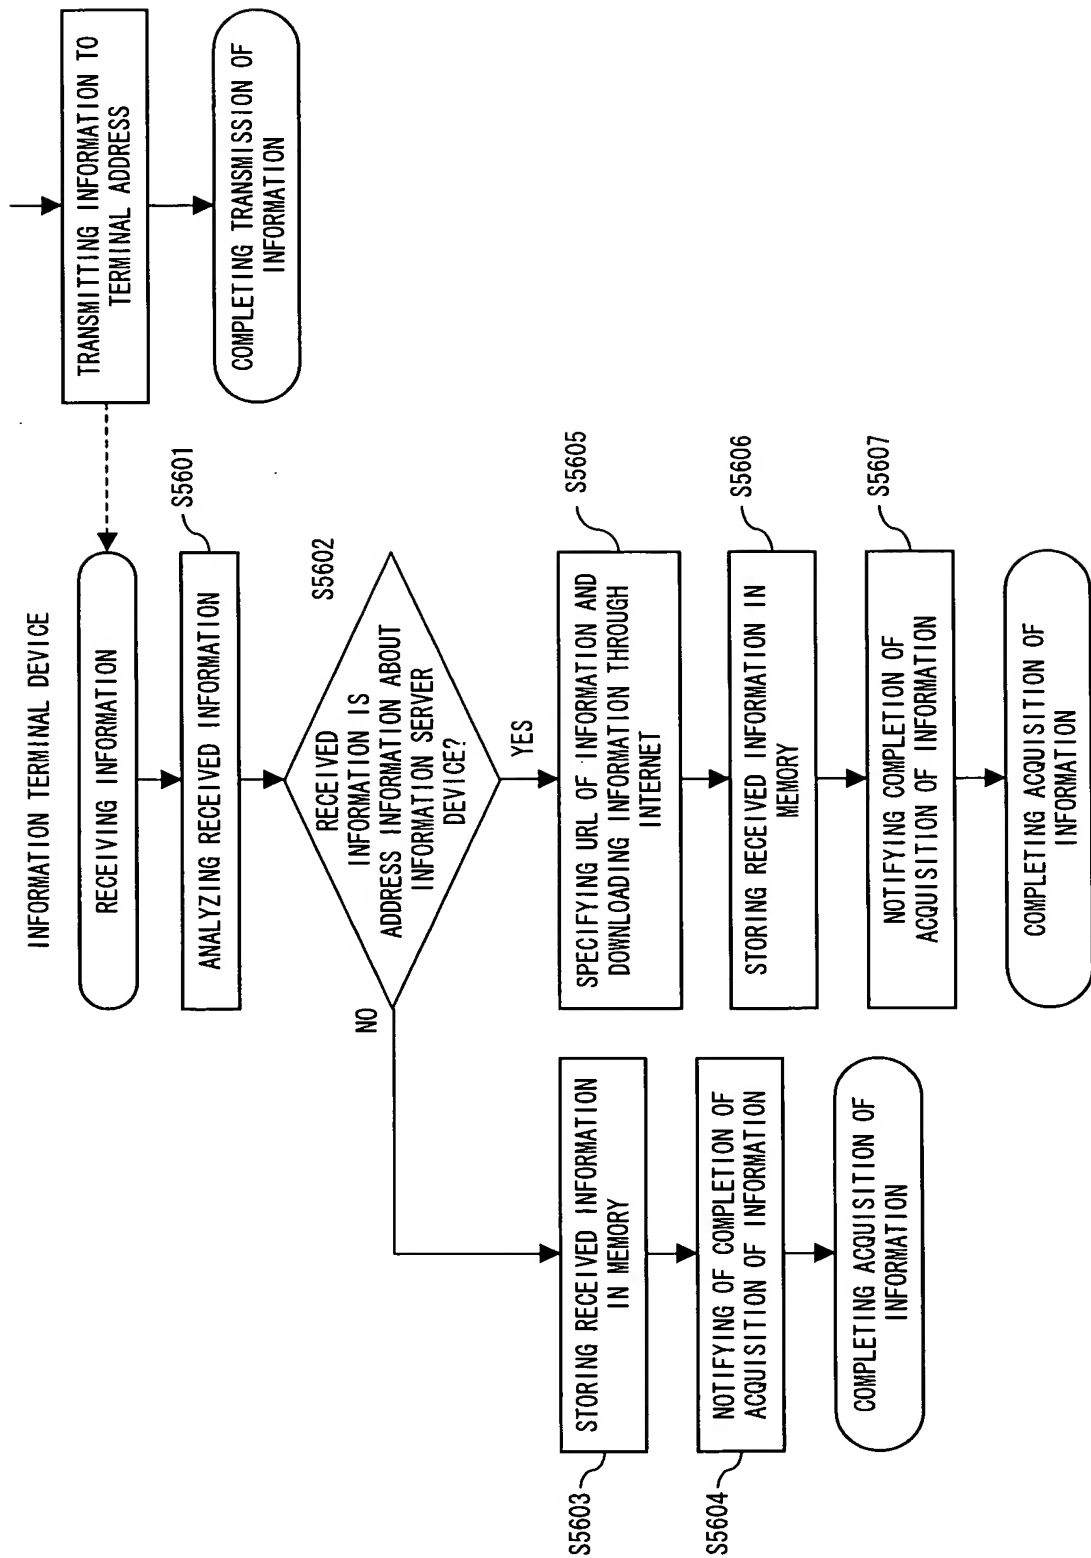 INFORMATION TERMINAL DEVICE
RECEIVING INFORMATION
ANALYZING RECEIVED INFORMATION
S5601
RECEIVED
INFORMATION IS
ADDRESS INFORMATION ABOUT
INFORMATION SERVER
DEVICE?
S5602
NO
YES
STORING RECEIVED INFORMATION
IN MEMORY
S5603
NOTIFYING OF COMPLETION OF
ACQUISITION OF INFORMATION
S5604
COMPLETING ACQUISITION OF
INFORMATION
SPECIFYING URL OF INFORMATION AND
DOWNLOADING INFORMATION THROUGH
INTERNET
S5605
STORING RECEIVED INFORMATION IN
MEMORY
S5606
NOTIFYING COMPLETION OF
ACQUISITION OF INFORMATION
S5607
COMPLETING ACQUISITION OF
INFORMATION
TRANSMITTING INFORMATION TO
TERMINAL ADDRESS
COMPLETING TRANSMISSION OF
INFORMATION